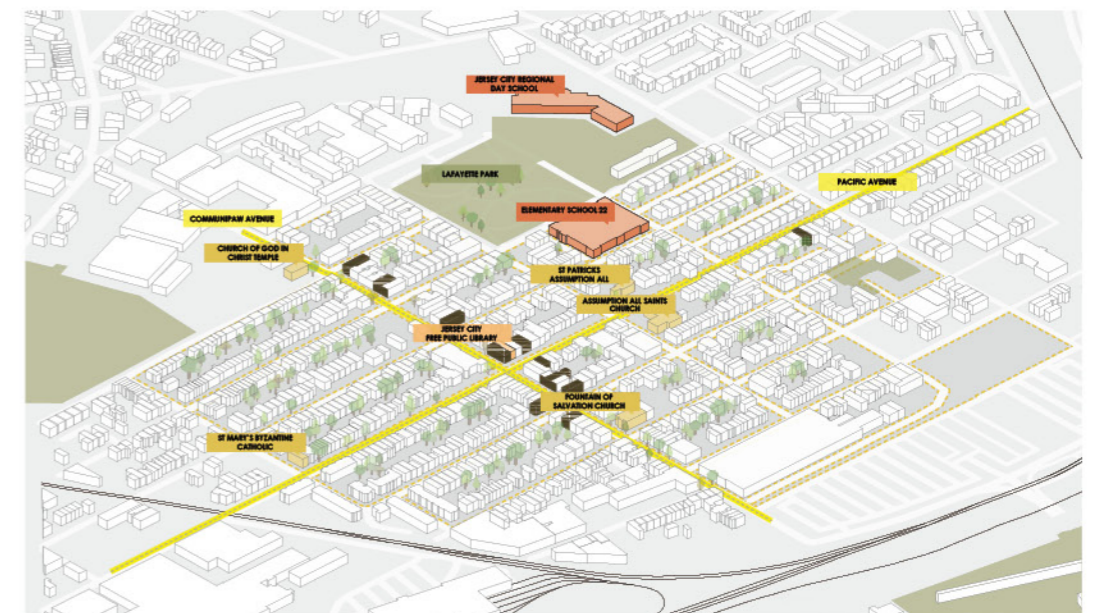 JERSEY CITY REGIONAL
DAY SCHOOL
LAFAYETTE PARK
PACIFIC AVENUE
ELEMENTARY SCHOOL 22
COMMUNIPAW AVENUE
CHURCH OF GOD IN
CHRIST TEMPLE
ST PATRICKS
ASSUMPTION ALL
ASSUMPTION ALL SAINTS
CHURCH
JERSEY CITY
FREE PUBLIC LIBRARY
FOUNTAIN OF
SALVATION CHURCH
ST MARY'S BYZANTINE
CATHOLIC